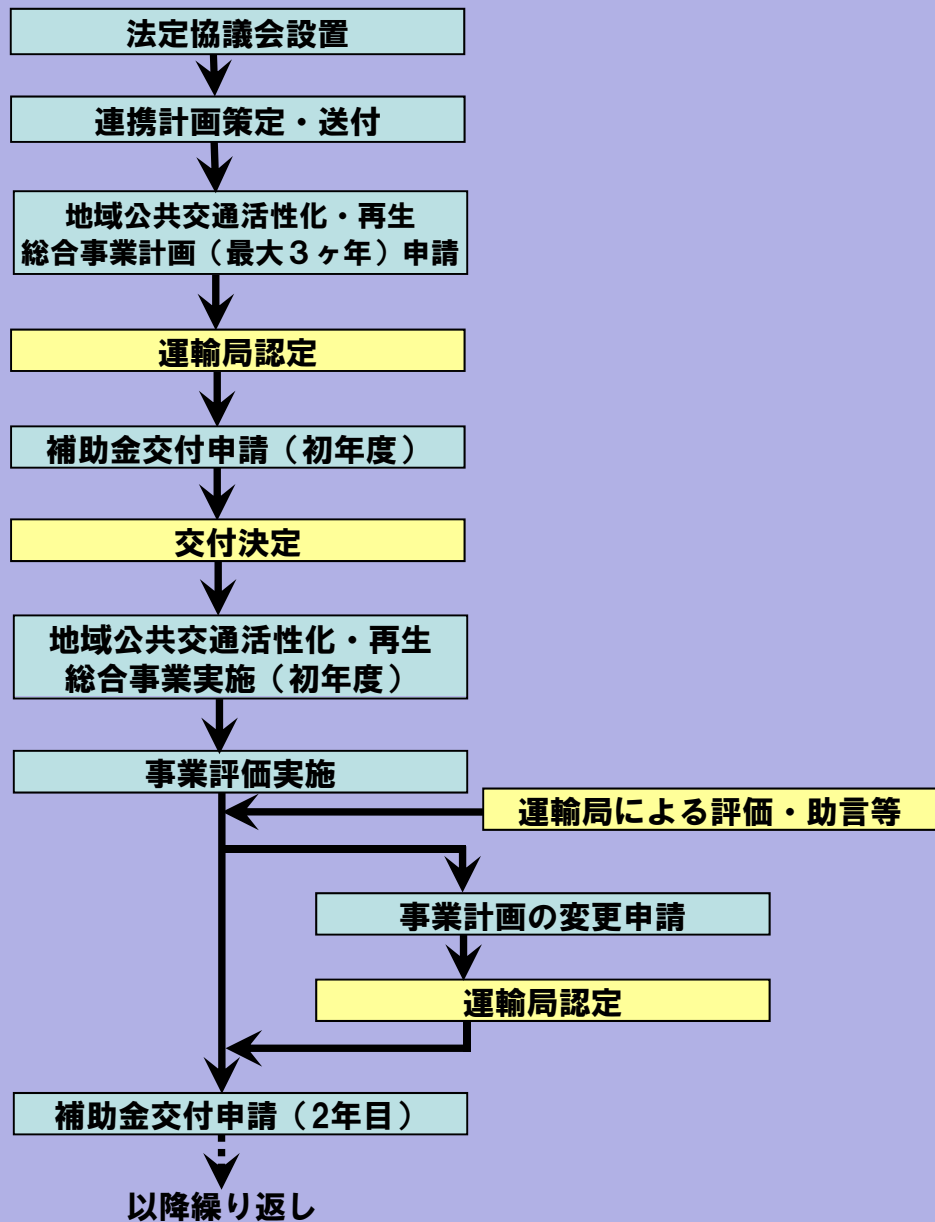 法定協議会設置
連携計画策定・送付
地域公共交通活性化・再生
総合事業計画（最大３ヶ年）申請
運輸局認定
補助金交付申請（初年度）
交付決定
地域公共交通活性化・再生
総合事業実施（初年度）
事業評価実施
運輸局による評価・助言等
事業計画の変更申請
運輸局認定
補助金交付申請（2年目）
以降繰り返し